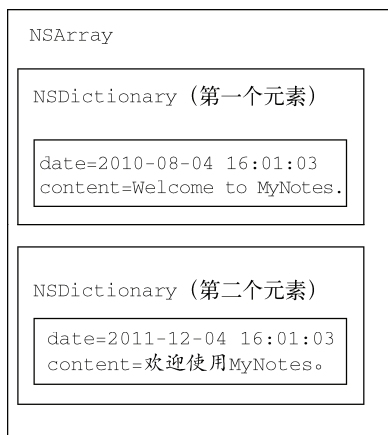 NSArray
NSDictionary（第一个元素）
date=2010-08-04 16:01:03
content=Welcome to MyNotes.
NSDictionary（第二个元素）
date=2011-12-04 16:01:03
content=欢迎使用MyNotes。